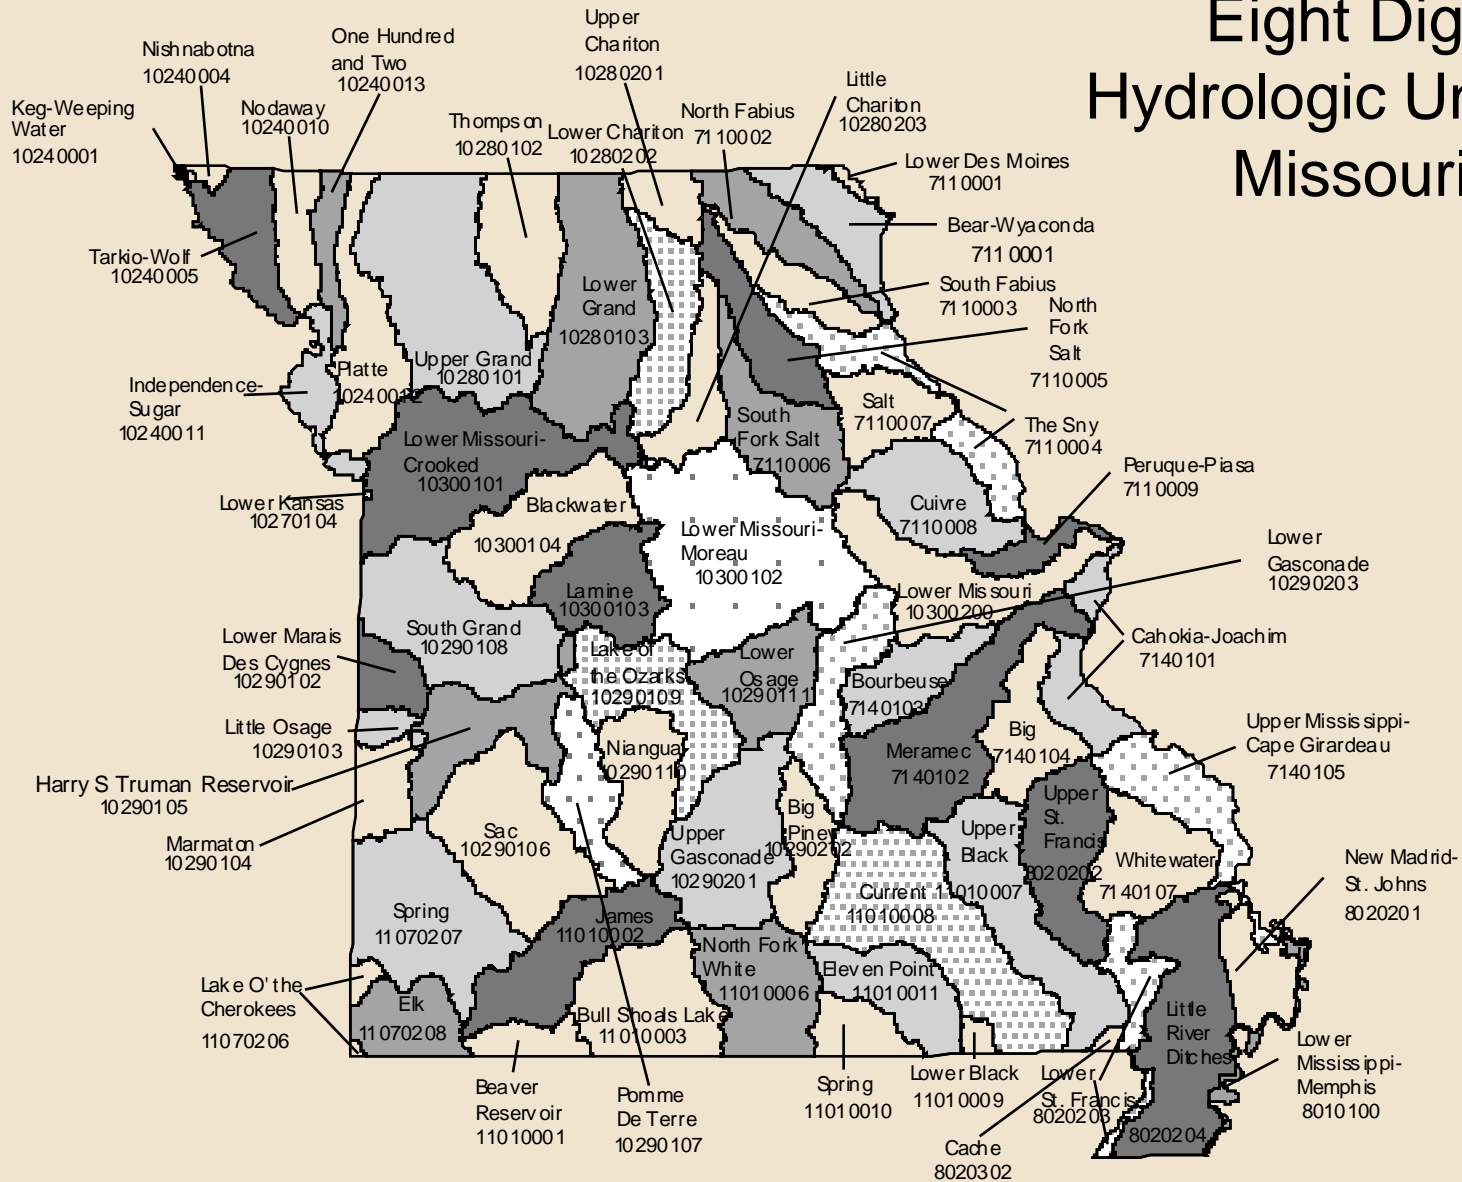 Eight Dig
Hydrologic Ur
Missouri
Nishnabotna
10240004
One Hundred
and Two
10240013
Upper
Chariton
10280201
Keg-Weeping
Water
10240001
Nodaway
10240010
Thompson
10280102
Lower Chariton
10280202
North Fabius
7110002
Little
Chariton
10280203
Lower Des Moines
7110001
Bear-Wyaconda
7110001
Tarkio-Wolf
10240005
South Fabius
7110003
North
Fork
Salt
7110005
Lower
Grand
10280103
Upper Grand
10280101
Platte
10240012
Independence-
Sugar
10240011
Salt
7110007
The Sny
7110004
South
Fork Salt
7110006
Lower Missouri-
Crooked
10300101
Peruque-Piasa
7110009
Lower Kansas
10270104
Blackwater
10300104
Cuivre
7110008
Lower Missouri-
Moreau
10300102
Lower
Gasconade
10290203
Lamine
10300103
Lower Missouri
10300200
South Grand
10290108
Lower Marais
Des Cygnes
10290102
Lake of
the Ozarks
10290109
Lower
Osage
10290111
Cahokia-Joachim
7140101
Bourbeuse
7140103
Little Osage
10290103
Niangua
10290110
Meramec
7140102
Big
7140104
Upper Mississippi-
Cape Girardeau
7140105
Harry S Truman Reservoir
10290105
Marmaton
10290104
Sac
10290106
Upper
Gasconade
10290201
Big
Piney
10290202
Upper
Black
11010007
Upper
St.
Francis
8020202
Whitewater
7140107
New Madrid-
St. Johns
8020201
Spring
11070207
James
11010002
Current
11010008
North Fork
White
11010006
Eleven Point
11010011
Lake O' the
Cherokees
11070206
Elk
11070208
Bull Shoals Lake
11010003
Little
River
Ditches
8020204
Lower
Mississippi-
Memphis
8010100
Beaver
Reservoir
11010001
Pomme
De Terre
10290107
Spring
11010010
Lower Black
11010009
Lower
St. Francis
8020203
Cache
8020302